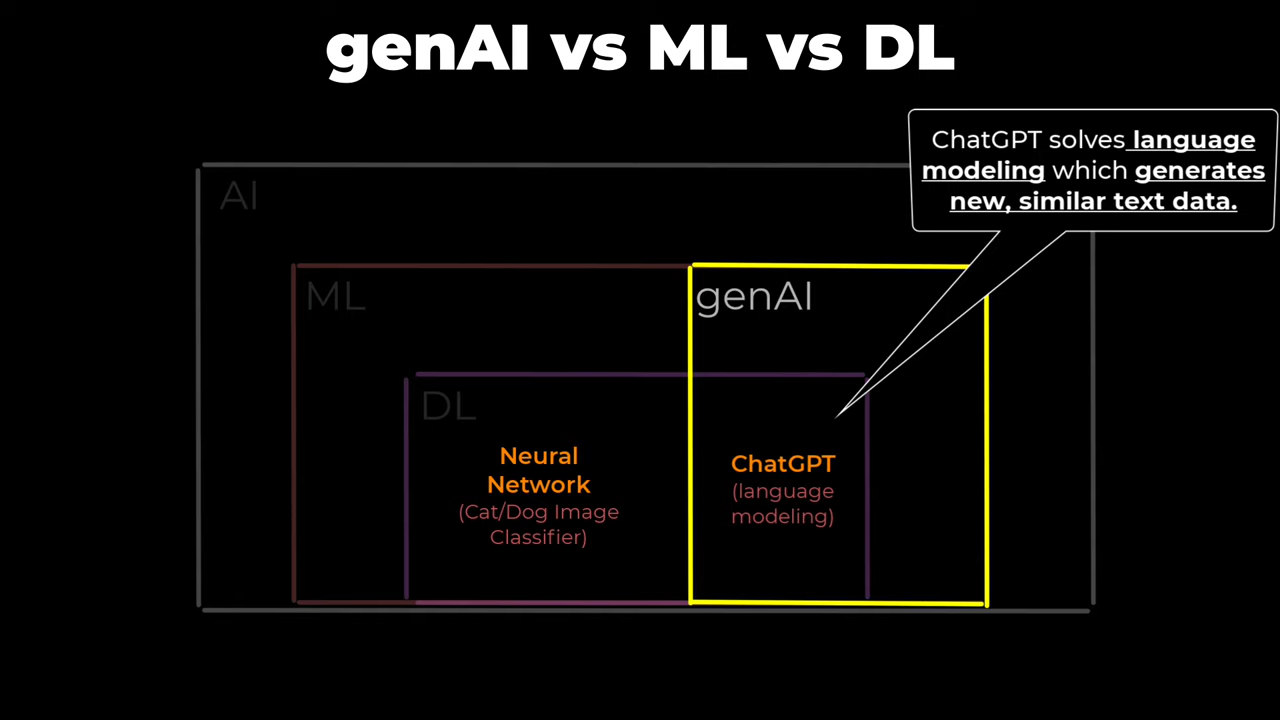 genAI vs ML vs DL
ChatGPT solves language
modeling which generates
new, similar text data.
AI
ML
genAI
DL
Neural
Network
(Cat/Dog Image
Classifier)
ChatGPT
(language
modeling)